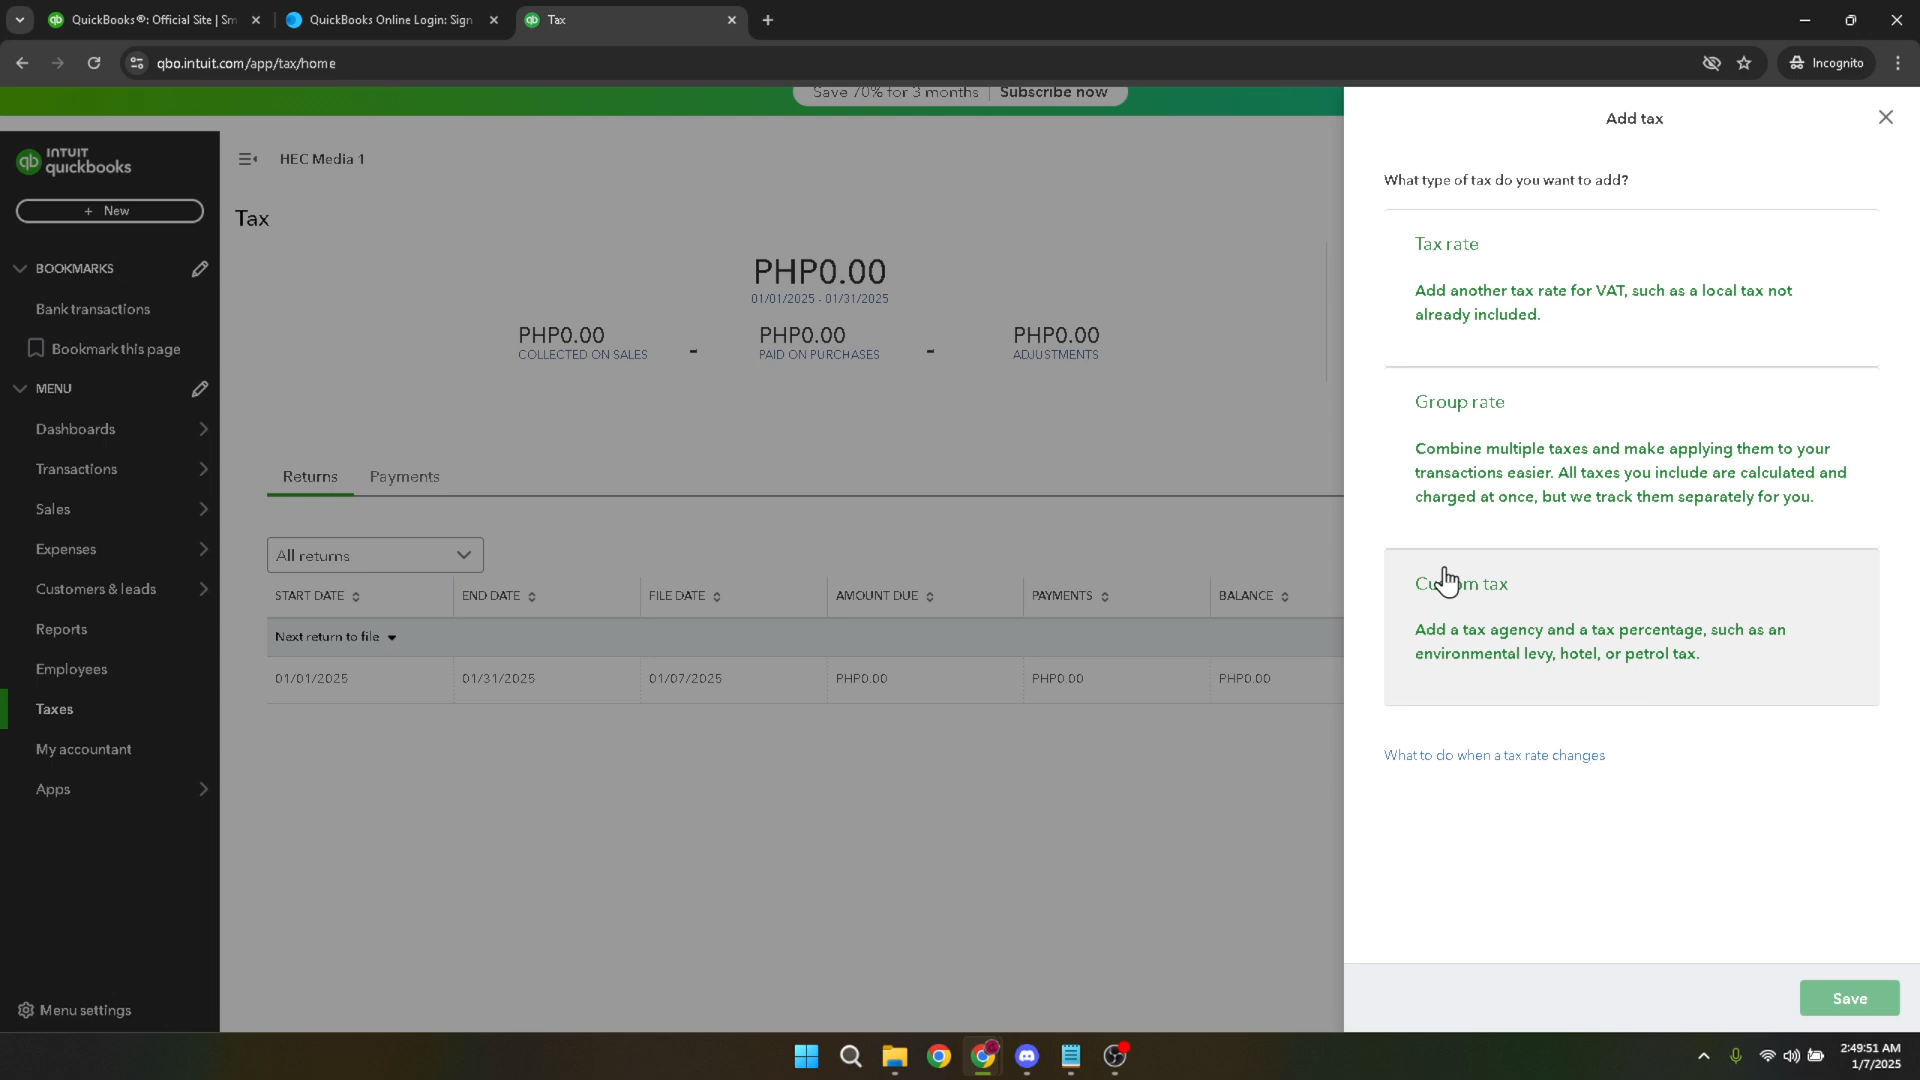 QuickBooks®: Official Site | Sm
QuickBooks Online Login: Sign
Tax
qbo.intuit.com/app/tax/home
Incognito
Save 70% for 3 months
Subscribe now
INTUIT
quickbooks
+ New
BOOKMARKS
Bank transactions
Bookmark this page
MENU
Dashboards
Transactions
Sales
Expenses
Customers & leads
Reports
Employees
Taxes
My accountant
Apps
Menu settings
HEC Media 1
Tax
PHP0.00
01/01/2025 - 01/31/2025
PHP0.00 - PHP0.00 - PHP0.00
COLLECTED ON SALES PAID ON PURCHASES ADJUSTMENTS
Returns Payments
All returns
START DATE END DATE FILE DATE AMOUNT DUE PAYMENTS BALANCE
Next return to file
01/01/2025 01/31/2025 01/07/2025 PHP0.00 PHP0.00 PHP0.00
Add tax
What type of tax do you want to add?
Tax rate
Add another tax rate for VAT, such as a local tax not
already included.
Group rate
Combine multiple taxes and make applying them to your
transactions easier. All taxes you include are calculated and
charged at once, but we track them separately for you.
Custom tax
Add a tax agency and a tax percentage, such as an
environmental levy, hotel, or petrol tax.
What to do when a tax rate changes
Save
2:49:51 AM
1/7/2025